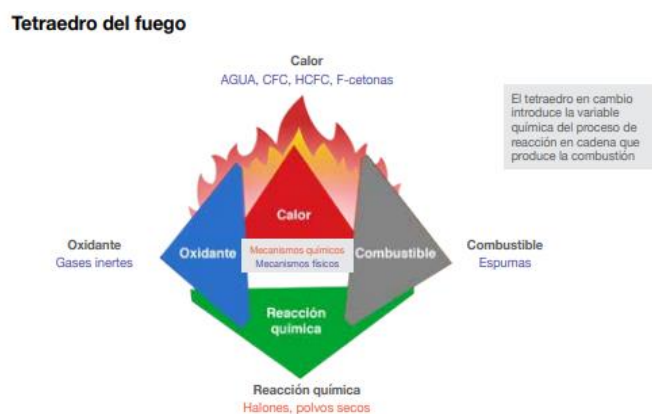 Tetraedro del fuego
Calor
AGUA, CFC, HCFC, F-cetonas
El tetraedro en cambio
introduce la variable
química del proceso de
reacción en cadena que
produce la combustión
Calor
Oxidante
Gases inertes
Oxidante
Mecanismos químicos
Mecanismos físicos
Combustible
Combustible
Espumas
Reacción
química
Reacción química
Halones, polvos secos